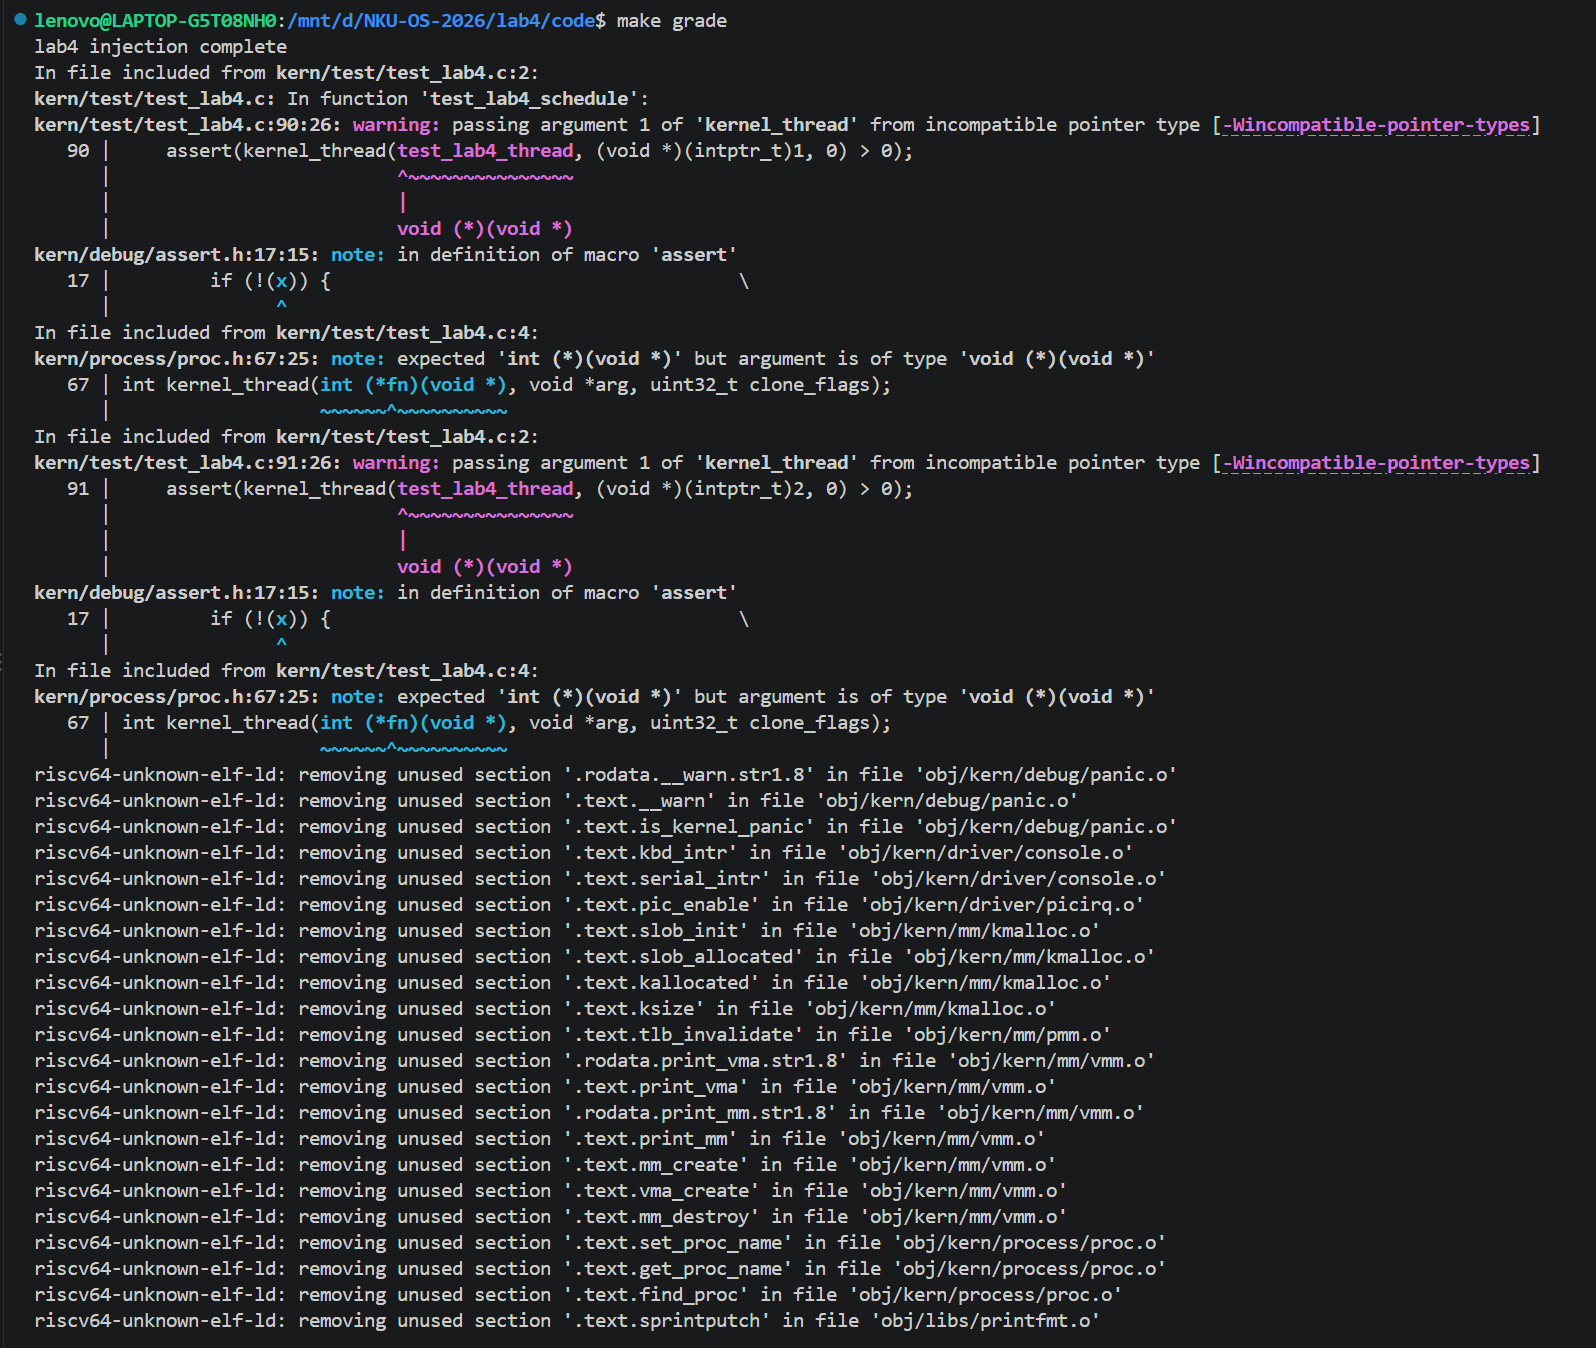 lenovo@LAPTOP-G5T08NH0:/mnt/d/NKU-OS-2026/lab4/code$ make grade
lab4 injection complete
In file included from kern/test/test_lab4.c:2:
kern/test/test_lab4.c: In function 'test_lab4_schedule':
kern/test/test_lab4.c:90:26: warning: passing argument 1 of 'kernel_thread' from incompatible pointer type [-Wincompatible-pointer-types]
   90 |     assert(kernel_thread(test_lab4_thread, (void *)(intptr_t)1, 0) > 0);
      |                          ^~~~~~~~~~~~~~~~
      |                          |
      |                          void (*)(void *)
kern/debug/assert.h:17:15: note: in definition of macro 'assert'
   17 |         if (!(x)) {                                     \
      |               ^
In file included from kern/test/test_lab4.c:4:
kern/process/proc.h:67:25: note: expected 'int (*)(void *)' but argument is of type 'void (*)(void *)'
   67 | int kernel_thread(int (*fn)(void *), void *arg, uint32_t clone_flags);
      |                   ~~~~~~^~~~~~~~~~~
In file included from kern/test/test_lab4.c:2:
kern/test/test_lab4.c:91:26: warning: passing argument 1 of 'kernel_thread' from incompatible pointer type [-Wincompatible-pointer-types]
   91 |     assert(kernel_thread(test_lab4_thread, (void *)(intptr_t)2, 0) > 0);
      |                          ^~~~~~~~~~~~~~~~
      |                          |
      |                          void (*)(void *)
kern/debug/assert.h:17:15: note: in definition of macro 'assert'
   17 |         if (!(x)) {                                     \
      |               ^
In file included from kern/test/test_lab4.c:4:
kern/process/proc.h:67:25: note: expected 'int (*)(void *)' but argument is of type 'void (*)(void *)'
   67 | int kernel_thread(int (*fn)(void *), void *arg, uint32_t clone_flags);
      |                   ~~~~~~^~~~~~~~~~~
riscv64-unknown-elf-ld: removing unused section '.rodata.__warn.str1.8' in file 'obj/kern/debug/panic.o'
riscv64-unknown-elf-ld: removing unused section '.text.__warn' in file 'obj/kern/debug/panic.o'
riscv64-unknown-elf-ld: removing unused section '.text.is_kernel_panic' in file 'obj/kern/debug/panic.o'
riscv64-unknown-elf-ld: removing unused section '.text.kbd_intr' in file 'obj/kern/driver/console.o'
riscv64-unknown-elf-ld: removing unused section '.text.serial_intr' in file 'obj/kern/driver/console.o'
riscv64-unknown-elf-ld: removing unused section '.text.pic_enable' in file 'obj/kern/driver/picirq.o'
riscv64-unknown-elf-ld: removing unused section '.text.slob_init' in file 'obj/kern/mm/kmalloc.o'
riscv64-unknown-elf-ld: removing unused section '.text.slob_allocated' in file 'obj/kern/mm/kmalloc.o'
riscv64-unknown-elf-ld: removing unused section '.text.kallocated' in file 'obj/kern/mm/kmalloc.o'
riscv64-unknown-elf-ld: removing unused section '.text.ksize' in file 'obj/kern/mm/kmalloc.o'
riscv64-unknown-elf-ld: removing unused section '.text.tlb_invalidate' in file 'obj/kern/mm/pmm.o'
riscv64-unknown-elf-ld: removing unused section '.rodata.print_vma.str1.8' in file 'obj/kern/mm/vmm.o'
riscv64-unknown-elf-ld: removing unused section '.text.print_vma' in file 'obj/kern/mm/vmm.o'
riscv64-unknown-elf-ld: removing unused section '.rodata.print_mm.str1.8' in file 'obj/kern/mm/vmm.o'
riscv64-unknown-elf-ld: removing unused section '.text.print_mm' in file 'obj/kern/mm/vmm.o'
riscv64-unknown-elf-ld: removing unused section '.text.mm_create' in file 'obj/kern/mm/vmm.o'
riscv64-unknown-elf-ld: removing unused section '.text.vma_create' in file 'obj/kern/mm/vmm.o'
riscv64-unknown-elf-ld: removing unused section '.text.mm_destroy' in file 'obj/kern/mm/vmm.o'
riscv64-unknown-elf-ld: removing unused section '.text.set_proc_name' in file 'obj/kern/process/proc.o'
riscv64-unknown-elf-ld: removing unused section '.text.get_proc_name' in file 'obj/kern/process/proc.o'
riscv64-unknown-elf-ld: removing unused section '.text.find_proc' in file 'obj/kern/process/proc.o'
riscv64-unknown-elf-ld: removing unused section '.text.sprintputch' in file 'obj/libs/printfmt.o'